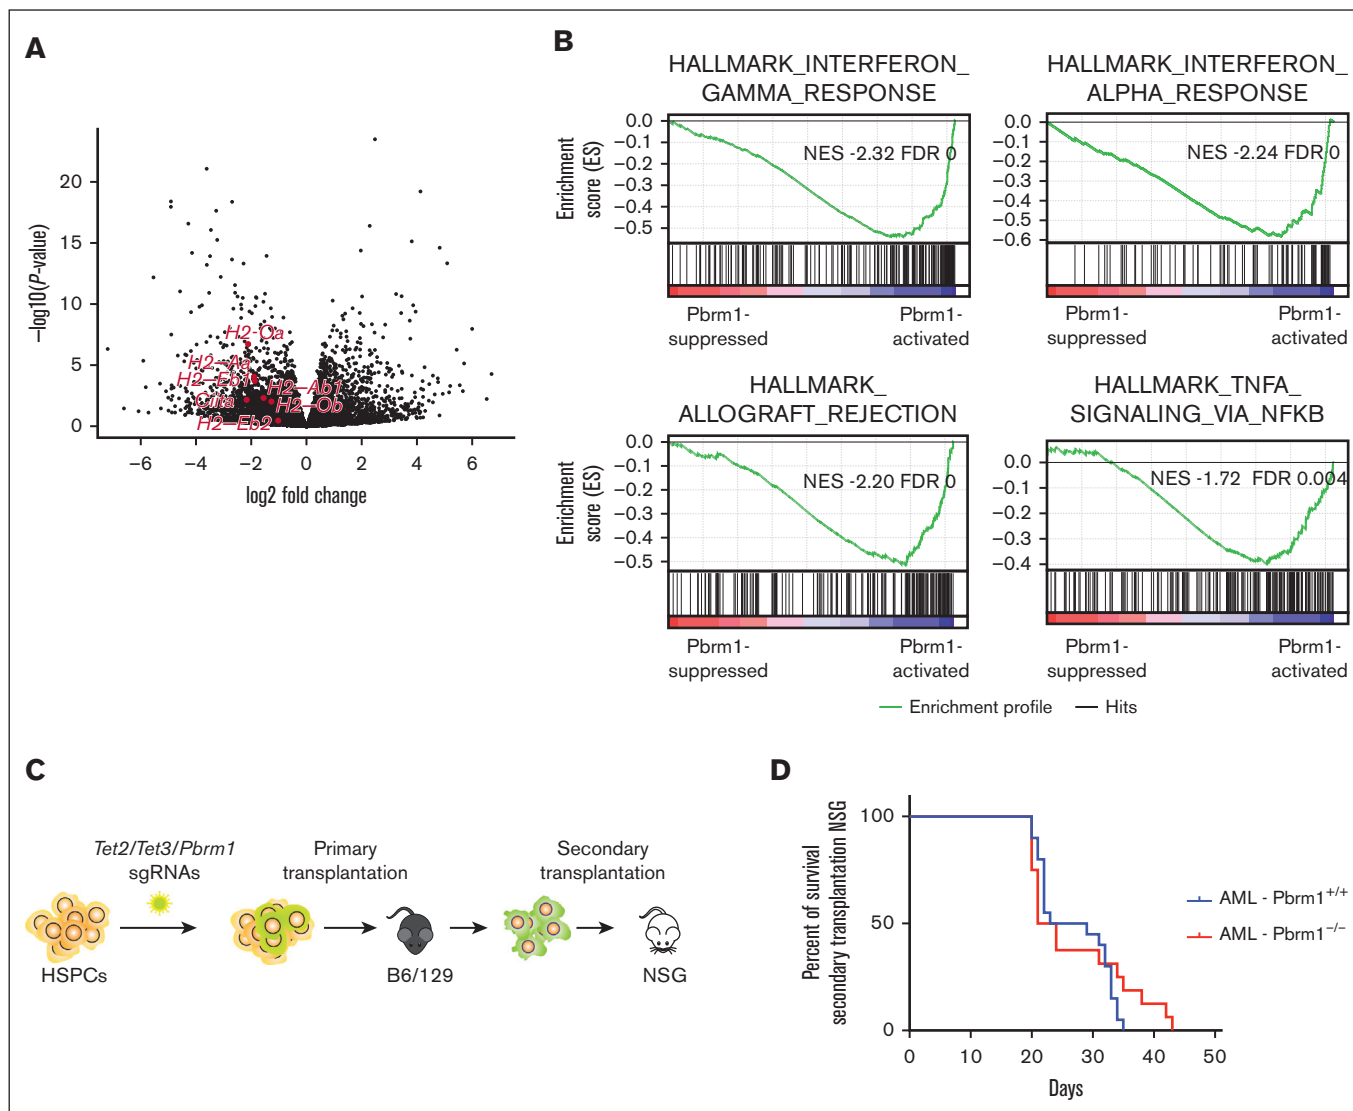 A
−log10(P-value)
20
15
10
5
0
H2-Oa
H2–Aa
H2–Eb1
H2–Ab1
Ciita
H2–Ob
H2–Eb2
−6
−4
−2
0
2
4
6
log2 fold change
B
HALLMARK_INTERFERON_
GAMMA_RESPONSE
Enrichment
score (ES)
0.0
−0.1
−0.2
−0.3
−0.4
−0.5
NES -2.32 FDR 0
Pbrm1-
suppressed
Pbrm1-
activated
HALLMARK_INTERFERON_
ALPHA_RESPONSE
0.0
−0.1
−0.2
−0.3
−0.4
−0.5
−0.6
NES -2.24 FDR 0
Pbrm1-
suppressed
Pbrm1-
activated
HALLMARK_
ALLOGRAFT_REJECTION
Enrichment
score (ES)
0.0
−0.1
−0.2
−0.3
−0.4
−0.5
NES -2.20 FDR 0
Pbrm1-
suppressed
Pbrm1-
activated
HALLMARK_TNFA_
SIGNALING_VIA_NFKB
0.0
−0.1
−0.2
−0.3
−0.4
NES -1.72 FDR 0.004
Pbrm1-
suppressed
Pbrm1-
activated
Enrichment profile
Hits
C
Tet2/Tet3/Pbrm1
sgRNAs
Primary
transplantation
Secondary
transplantation
HSPCs
B6/129
NSG
D
Percent of survival
secondary transplantation NSG
100
50
0
0
10
20
30
40
50
Days
AML - Pbrm1+/+
AML - Pbrm1−/−